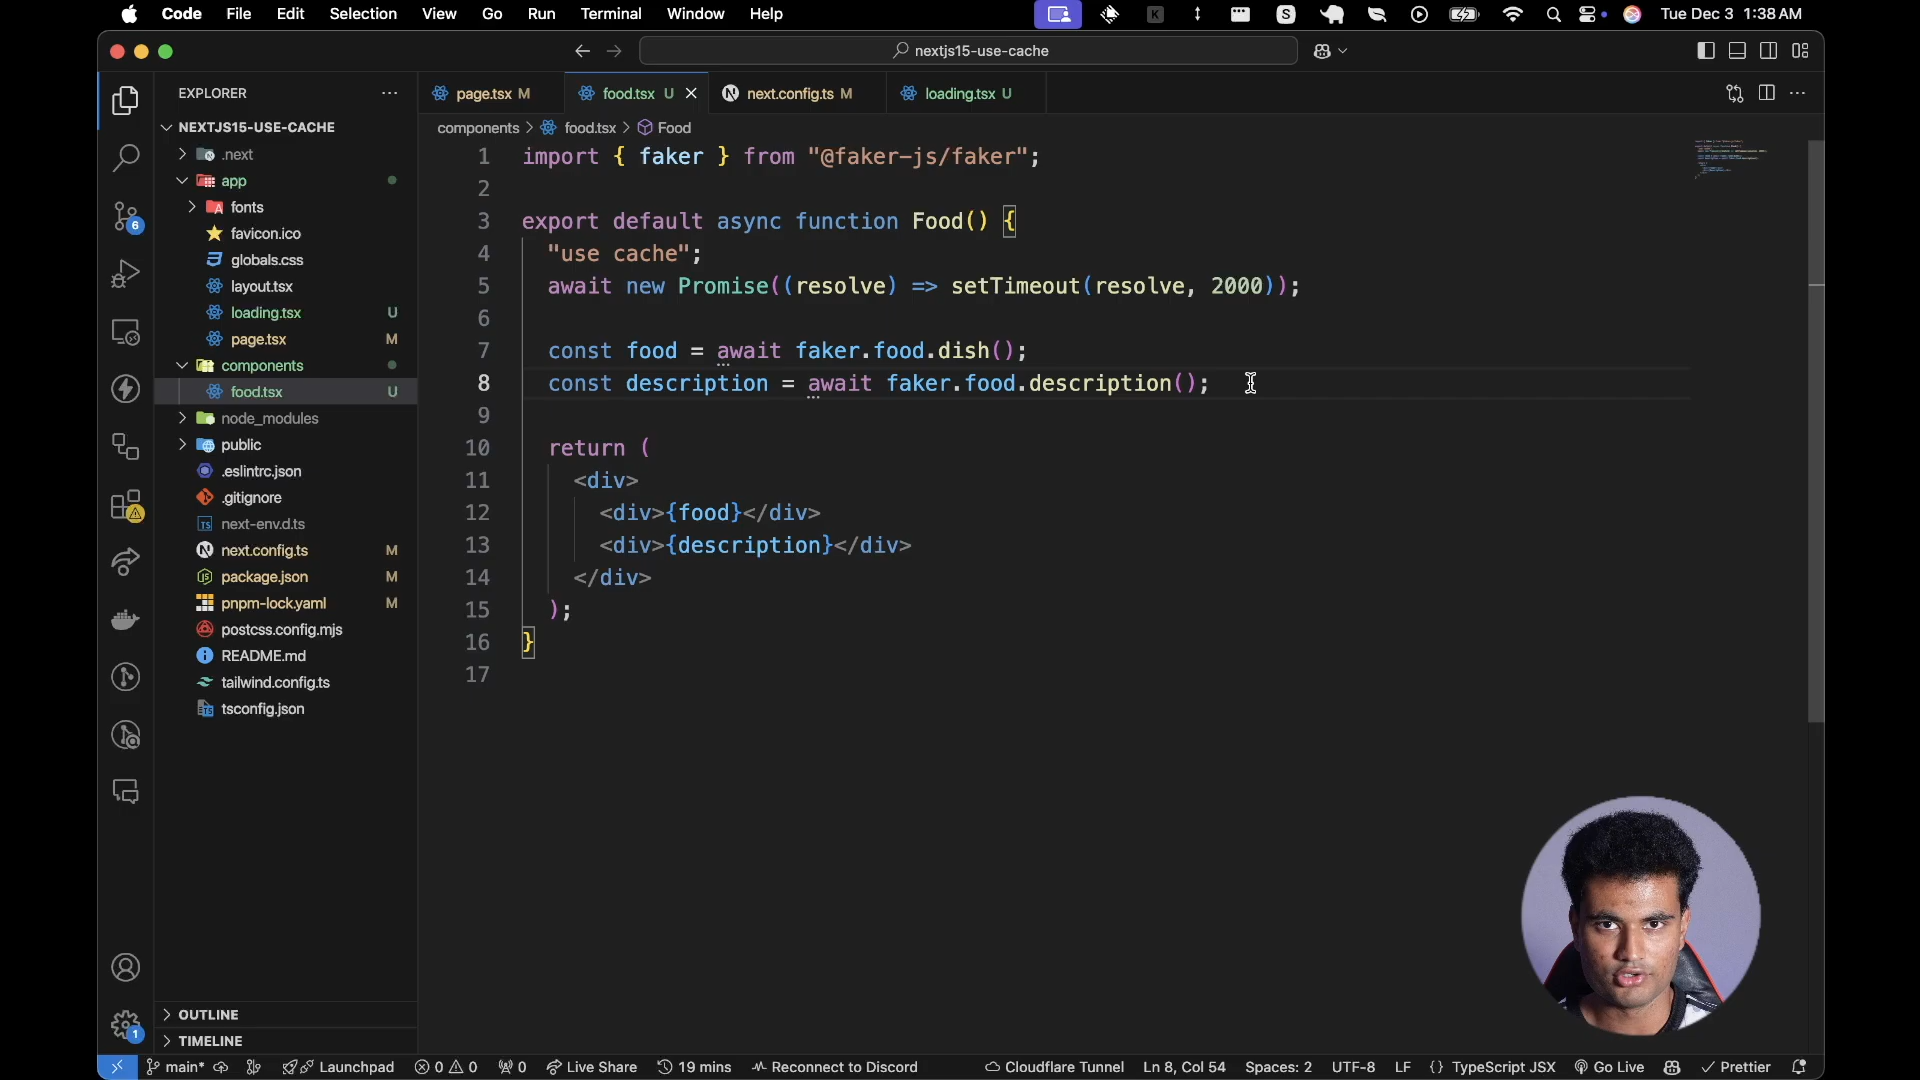 Code File Edit Selection View Go Run Terminal Window Help
K S Tue Dec 3 1:38 AM
nextjs15-use-cache
EXPLORER
NEXTJS15-USE-CACHE
.next
app
fonts
favicon.ico
globals.css
layout.tsx
loading.tsx U
page.tsx M
components
food.tsx U
node_modules
public
.eslintrc.json
.gitignore
next-env.d.ts
next.config.ts M
package.json M
pnpm-lock.yaml M
postcss.config.mjs
README.md
tailwind.config.ts
tsconfig.json
OUTLINE
TIMELINE
6
1
page.tsx M food.tsx U next.config.ts M loading.tsx U
components > food.tsx > Food
1 import { faker } from "@faker-js/faker";
2
3 export default async function Food() {
4 "use cache";
5 await new Promise((resolve) => setTimeout(resolve, 2000));
6
7 const food = await faker.food.dish();
8 const description = await faker.food.description();
9
10 return (
11 <div>
12 <div>{food}</div>
13 <div>{description}</div>
14 </div>
15 );
16 }
17
main* Launchpad 0 0 0 Live Share 19 mins Reconnect to Discord Cloudflare Tunnel Ln 8, Col 54 Spaces: 2 UTF-8 LF {} TypeScript JSX Go Live Prettier